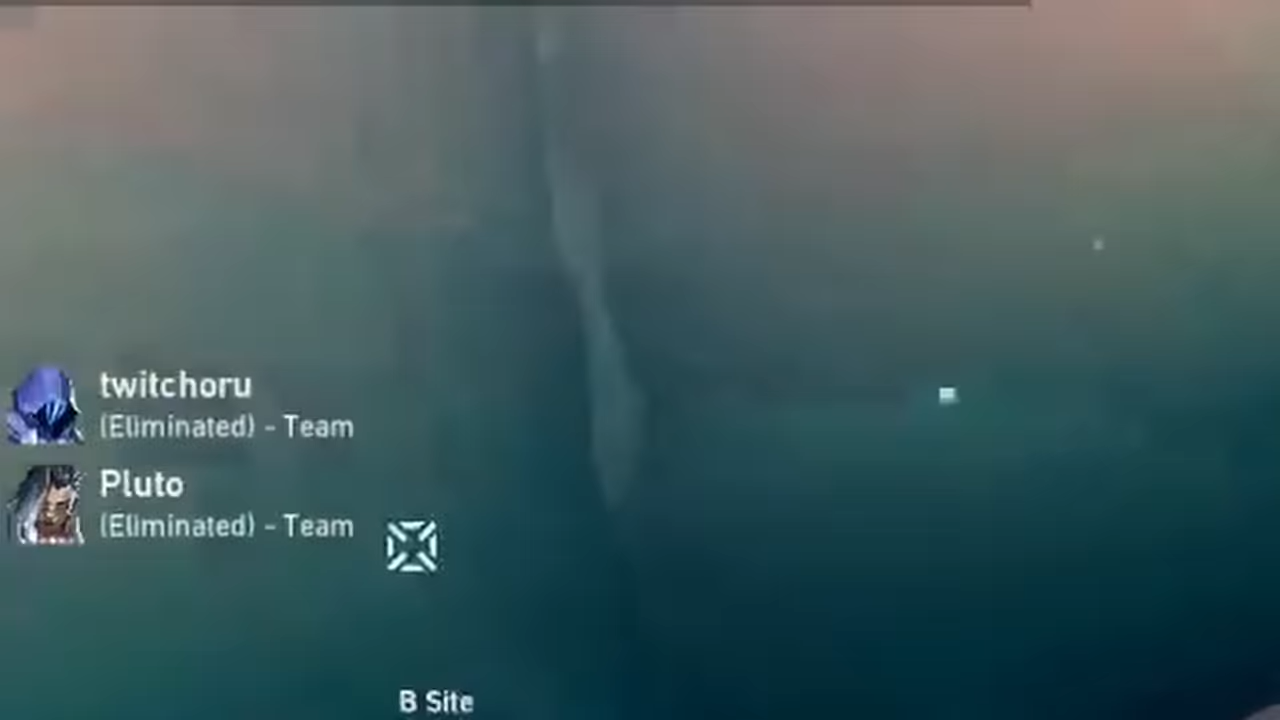 twitchoru
(Eliminated) - Team
Pluto
(Eliminated) - Team
B Site